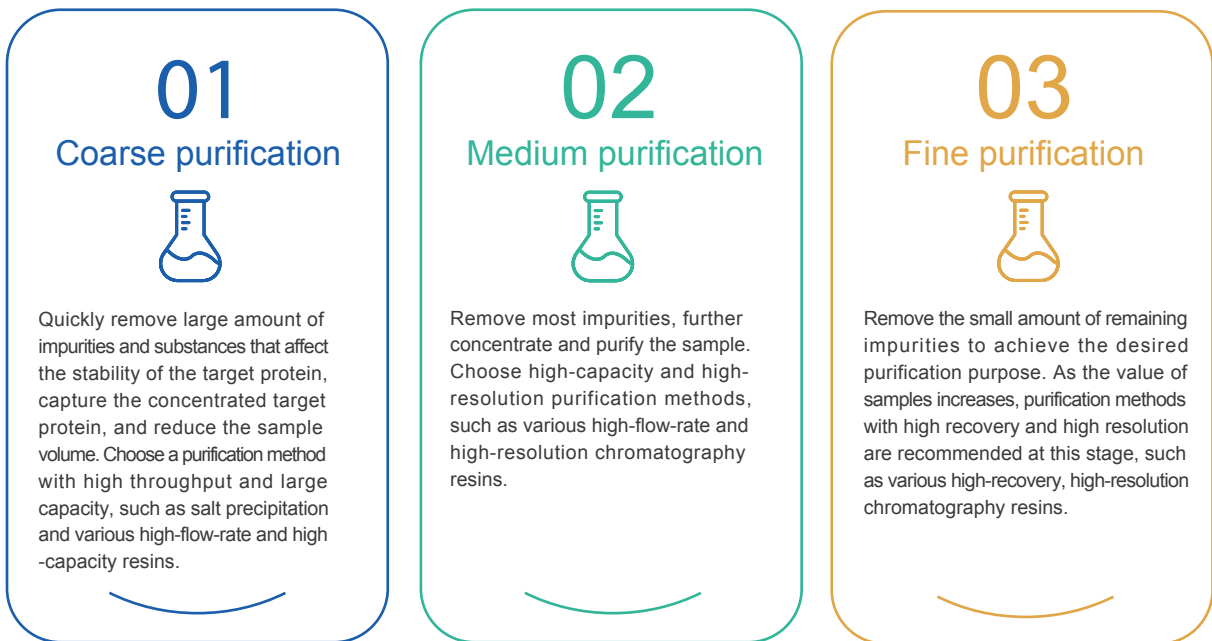 01
Coarse purification
Quickly remove large amount of
impurities and substances that affect
the stability of the target protein,
capture the concentrated target
protein, and reduce the sample
volume. Choose a purification method
with high throughput and large
capacity, such as salt precipitation
and various high-flow-rate and high
-capacity resins.
02
Medium purification
Remove most impurities, further
concentrate and purify the sample.
Choose high-capacity and high-
resolution purification methods,
such as various high-flow-rate and
high-resolution chromatography
resins.
03
Fine purification
Remove the small amount of remaining
impurities to achieve the desired
purification purpose. As the value of
samples increases, purification methods
with high recovery and high resolution
are recommended at this stage, such
as various high-recovery, high-resolution
chromatography resins.